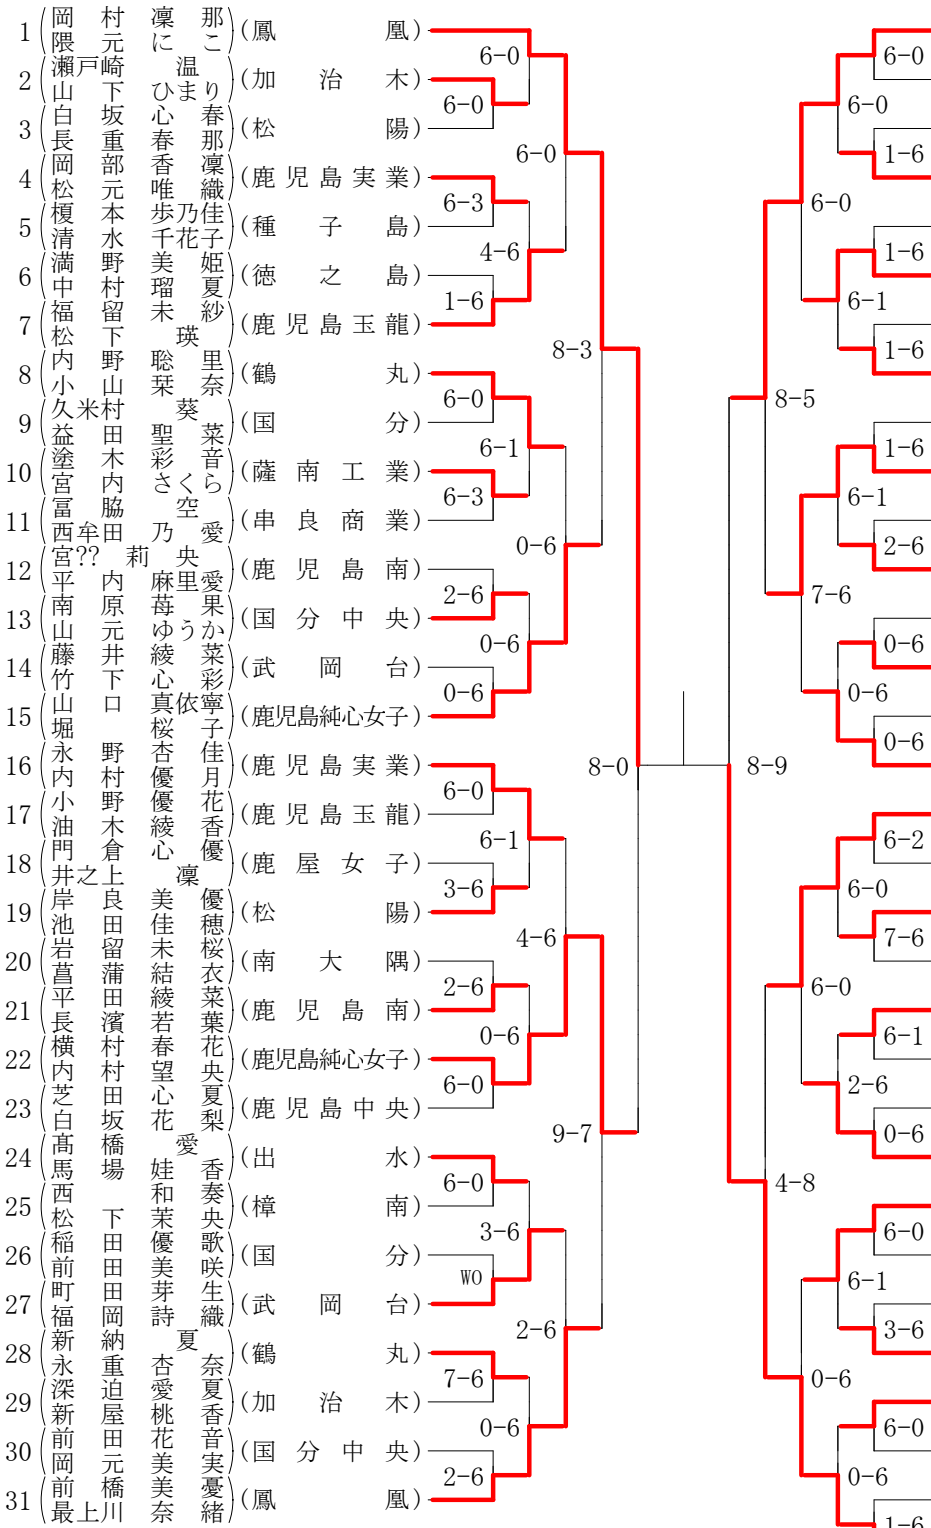 1 岡村凜那 隈元にこ (鳳凰)
2 瀬戸崎温 山下ひまり (加治木)
3 白坂心春 長重春那 (松陽)
4 岡部香凜 松元唯織 (鹿児島実業)
5 榎本歩乃佳 清水千花子 (種子島)
6 満野美姫 中村瑠夏 (徳之島)
7 福留未紗 松下瑛 (鹿児島玉龍)
8 内野聡里 小山栞奈 (鶴丸)
9 久米村葵 益田聖菜 (国分)
10 塗木彩音 宮内さくら (薩南工業)
11 冨脇空 西牟田乃愛 (串良商業)
12 宮??莉央 平内麻里愛 (鹿児島南)
13 南原苺果 山元ゆうか (国分中央)
14 藤井綾菜 竹下心彩 (武岡台)
15 山口真依寧 堀桜子 (鹿児島純心女子)
16 永野杏佳 内村優月 (鹿児島実業)
17 小野優花 油木綾香 (鹿児島玉龍)
18 門倉心優 井之上凜 (鹿屋女子)
19 岸良美優 池田佳穂 (松陽)
20 岩留未桜 菖蒲結衣 (南大隅)
21 平田綾菜 長濱若葉 (鹿児島南)
22 横村春花 内村望央 (鹿児島純心女子)
23 芝田心夏 白坂花梨 (鹿児島中央)
24 髙橋愛 馬場娃香 (出水)
25 西和奏 松下茉央 (樟南)
26 稲田優歌 前田美咲 (国分)
27 町田芽生 福岡詩織 (武岡台)
28 新納夏 永重杏奈 (鶴丸)
29 深迫愛夏 新屋桃香 (加治木)
30 前田花音 岡元美実 (国分中央)
31 前橋美憂 最上川奈緒 (鳳凰)
6-0
6-0
6-3
1-6
6-0
6-3
2-6
0-6
6-0
3-6
2-6
6-0
6-0
WO
7-6
2-6
4-6
6-1
0-6
6-1
0-6
3-6
0-6
6-0
0-6
4-6
2-6
8-3
9-7
8-0
8-9
8-5
4-8
6-0
7-6
6-0
0-6
6-0
6-1
6-1
0-6
6-0
2-6
6-1
0-6
6-0
1-6
1-6
1-6
1-6
2-6
0-6
0-6
6-2
7-6
6-1
0-6
6-0
3-6
6-0
1-6